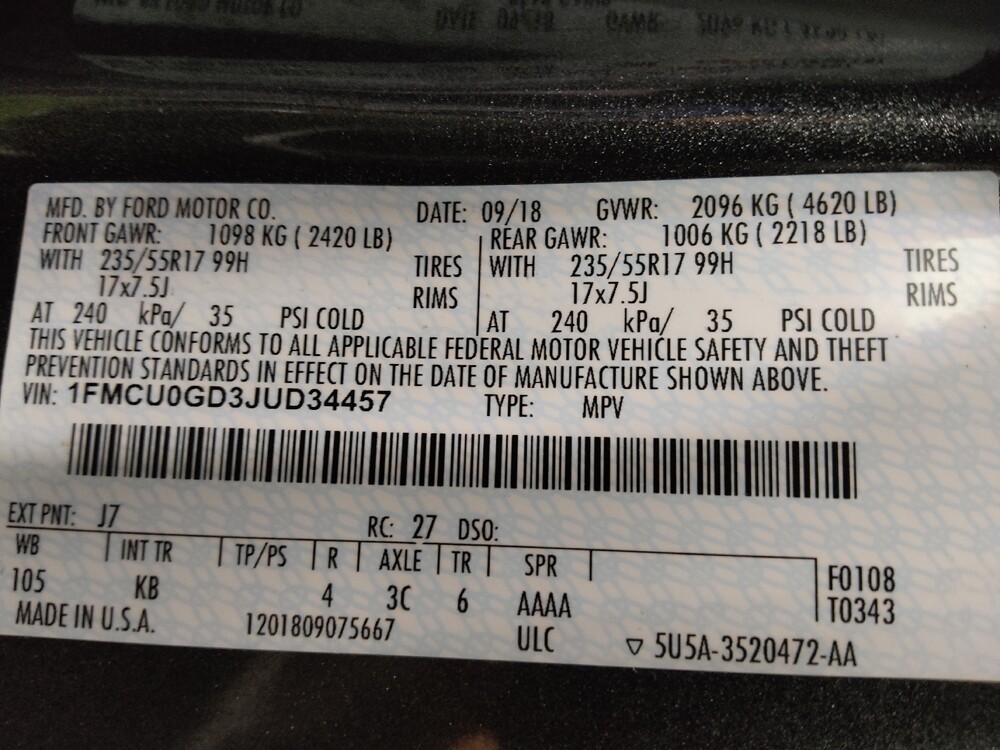 MFD. BY FORD MOTOR CO. DATE: 09/18 GVWR: 2096 KG ( 4620 LB)
FRONT GAWR: 1098 KG ( 2420 LB) REAR GAWR: 1006 KG ( 2218 LB)
WITH 235/55R17 99H TIRES WITH 235/55R17 99H TIRES
17x7.5J RIMS 17x7.5J RIMS
AT 240 kPa/ 35 PSI COLD AT 240 kPa/ 35 PSI COLD
THIS VEHICLE CONFORMS TO ALL APPLICABLE FEDERAL MOTOR VEHICLE SAFETY AND THEFT
PREVENTION STANDARDS IN EFFECT ON THE DATE OF MANUFACTURE SHOWN ABOVE.
VIN: 1FMCU0GD3JUD34457 TYPE: MPV
EXT PNT: J7 RC: 27 DSO:
WB INT TR TP/PS R AXLE TR SPR F0108
105 KB 4 3C 6 AAAA T0343
MADE IN U.S.A. 1201809075667 ULC ▽ 5U5A-3520472-AA